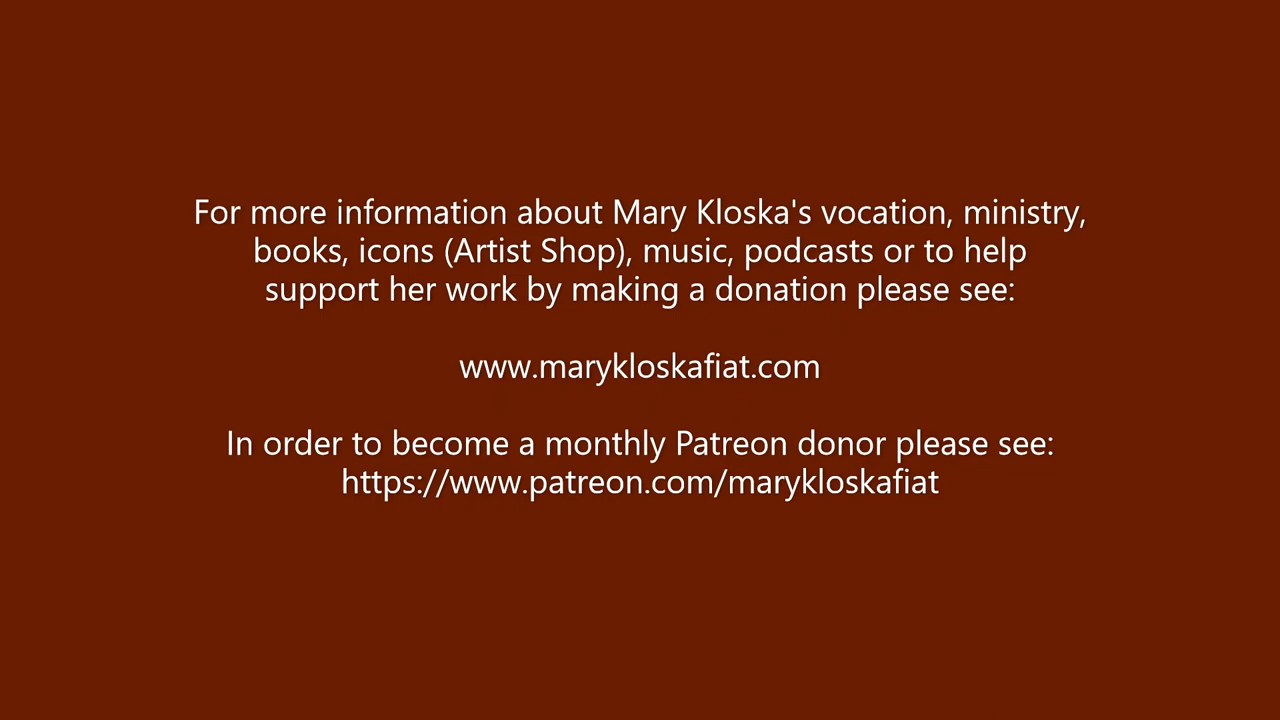 For more information about Mary Kloska's vocation, ministry,
books, icons (Artist Shop), music, podcasts or to help
support her work by making a donation please see:
www.marykloskafiat.com
In order to become a monthly Patreon donor please see:
https://www.patreon.com/marykloskafiat